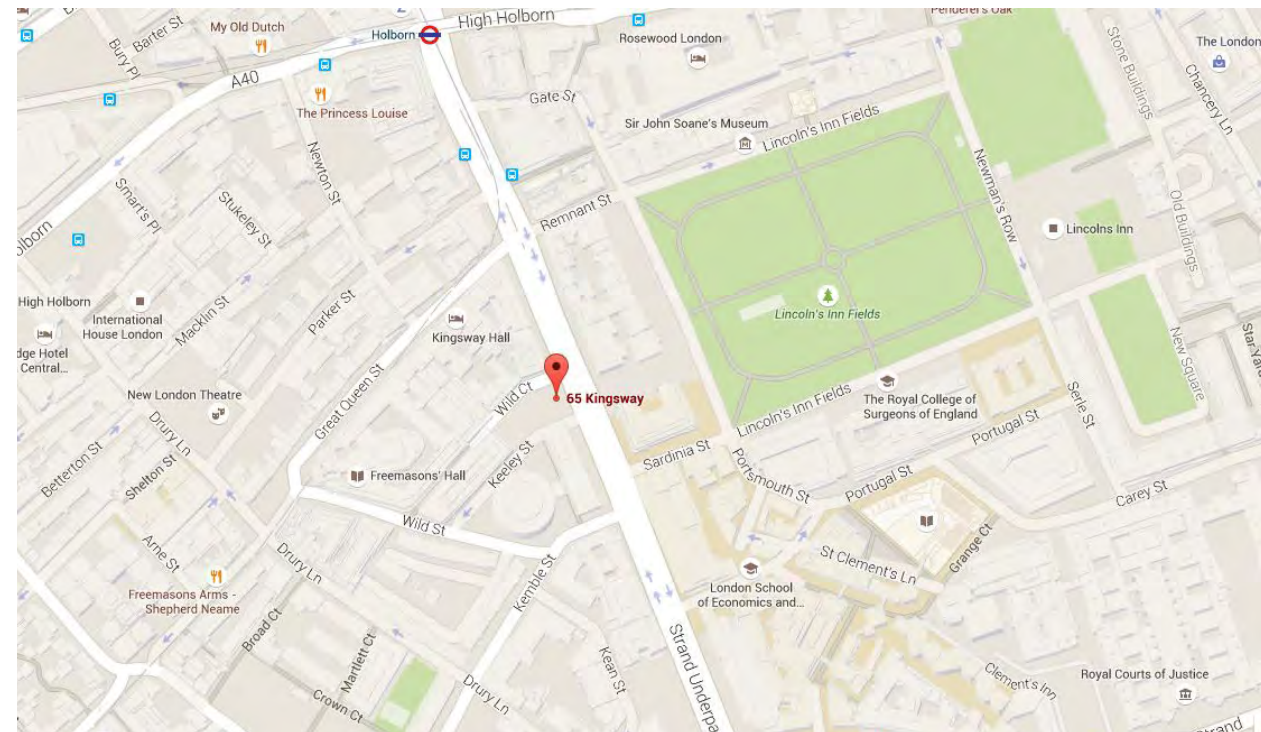 High Holborn
Penderel's Oak
My Old Dutch
Barter St
Bury Pl
Holborn
Rosewood London
The London
Stone Buildings
Chancery Ln
A40
The Princess Louise
Gate St
Sir John Soane's Museum
Lincoln's Inn Fields
Newton St
Newman's Row
Smart's Pl
Stukeley St
Remnant St
Old Buildings
Lincolns Inn
olborn
High Holborn
International
House London
Macklin St
Parker St
Kingsway Hall
Lincoln's Inn Fields
New Square
Star Yard
dge Hotel
Central...
New London Theatre
Great Queen St
Wild Ct
65 Kingsway
Lincoln's Inn Fields
The Royal College of
Surgeons of England
Serle St
Drury Ln
Portugal St
Sardinia St
Betterton St
Shelton St
Freemasons' Hall
Keeley St
Portsmouth St
Portugal St
Carey St
Wild St
Arne St
Drury Ln
St Clement's Ln
Grange Ct
Kemble St
London School
of Economics and...
Freemasons Arms -
Shepherd Neame
Broad Ct
Martlett Ct
Kean St
Strand Underpa
Clement's Inn
Royal Courts of Justice
Crown Ct
Drury Ln
Strand